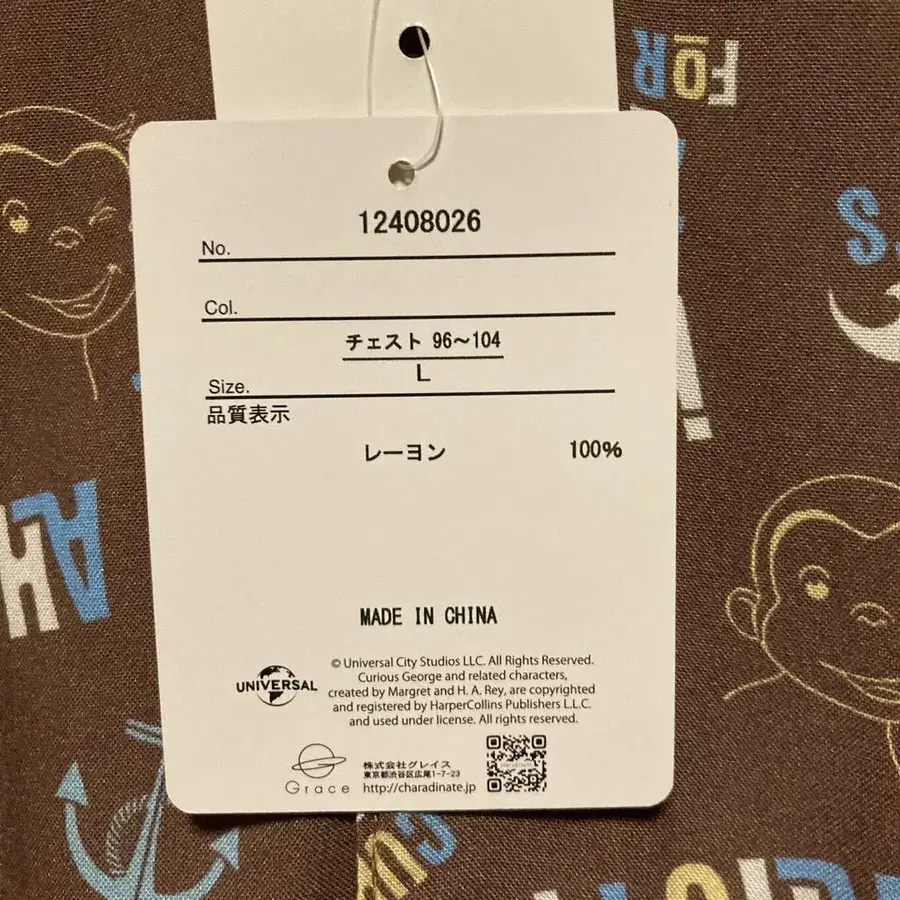 FOR
S
12408026
No.
Col.
チェスト 96〜104
L
Size.
品質表示
レーヨン 100%
AH
MADE IN CHINA
© Universal City Studios LLC. All Rights Reserved.
Curious George and related characters,
created by Margret and H. A. Rey, are copyrighted
and registered by HarperCollins Publishers L.L.C.
and used under license. All rights reserved.
UNIVERSAL
Grace
株式会社グレイス
東京都渋谷区広尾1-7-23
http://charadinate.jp